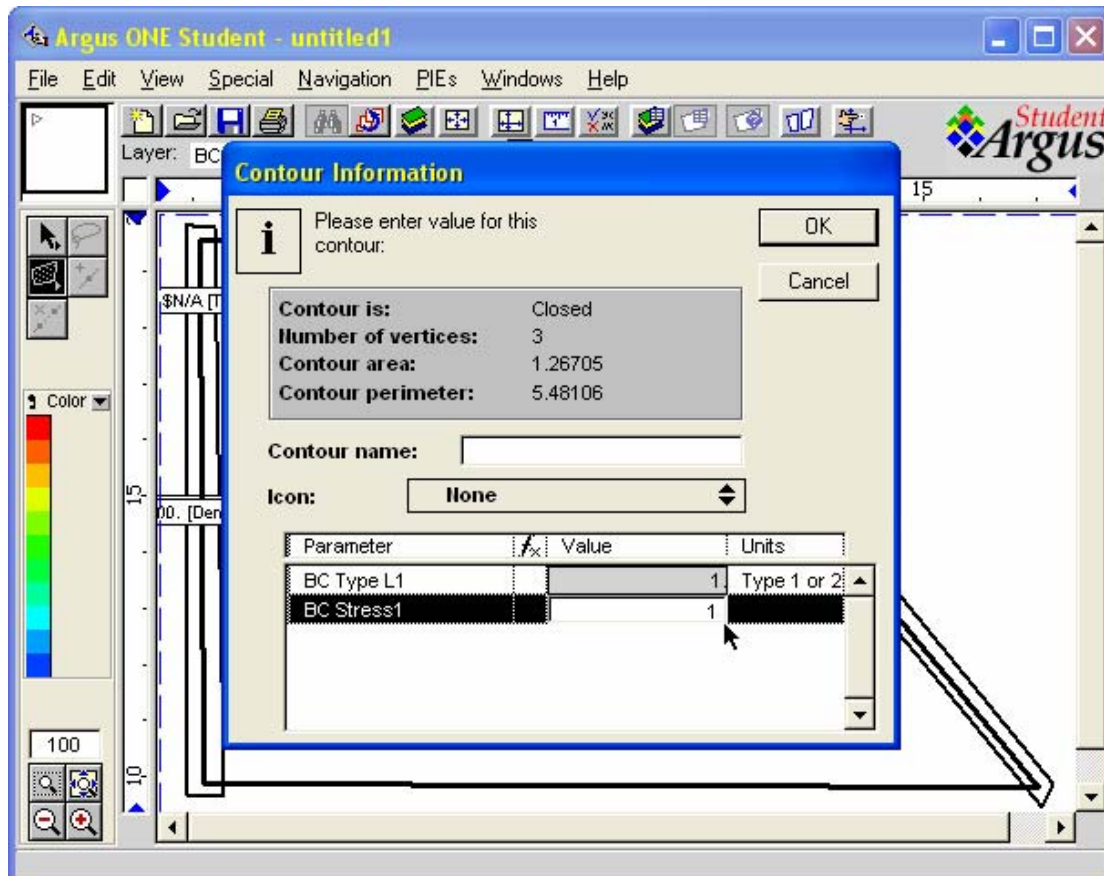 Argus ONE Student - untitled1
File Edit View Special Navigation PIEs Windows Help
Student
Argus
Layer: BC
Contour Information
15
i
Please enter value for this
contour:
OK
Cancel
$N/A [T
Contour is: Closed
Number of vertices: 3
Contour area: 1.26705
Contour perimeter: 5.48106
Color
Contour name:
Icon: None
15
00. [Den
Parameter fx Value Units
BC Type L1 1. Type 1 or 2
BC Stress1 1
100
10